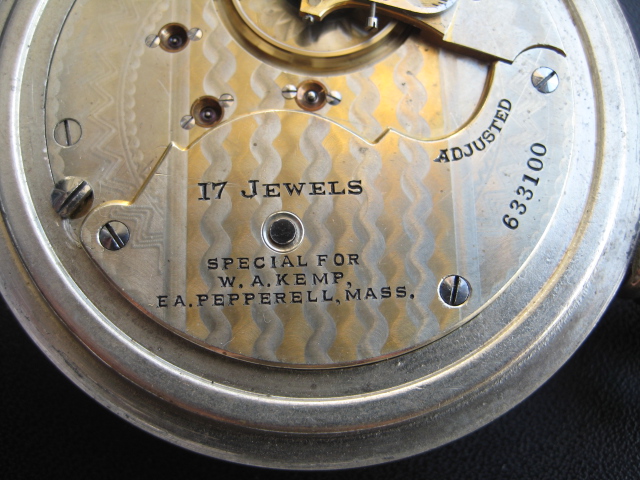 ADJUSTED
633100
17 JEWELS
SPECIAL FOR
W. A. KEMP,
EA. PEPPERELL, MASS.